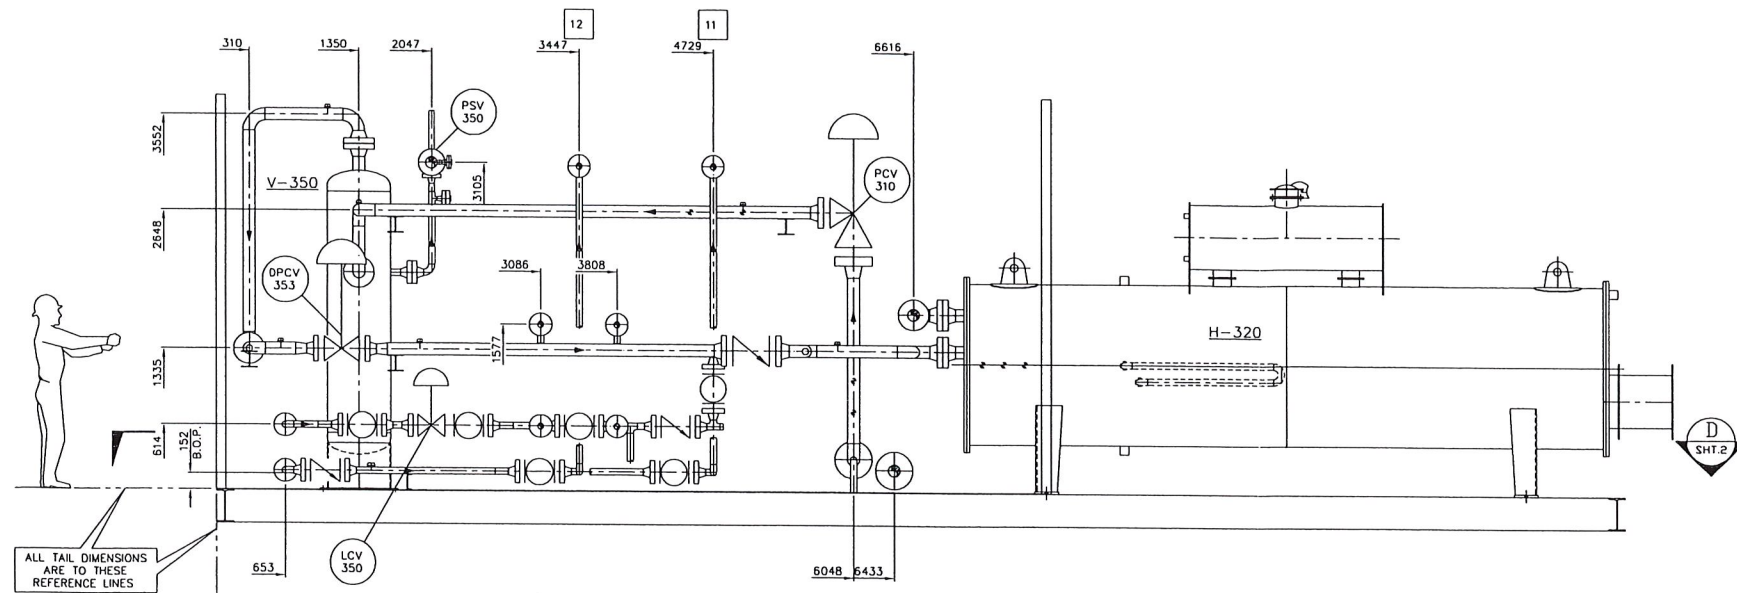 12
11
310
1350
2047
3447
4729
6616
PSV
350
3552
V-350
3105
PCV
310
2648
DPCV
353
3086
3808
H-320
1577
1335
614
152
B.O.P.
D
SHT.2
ALL TAIL DIMENSIONS
ARE TO THESE
REFERENCE LINES
653
LCV
350
6048
6433